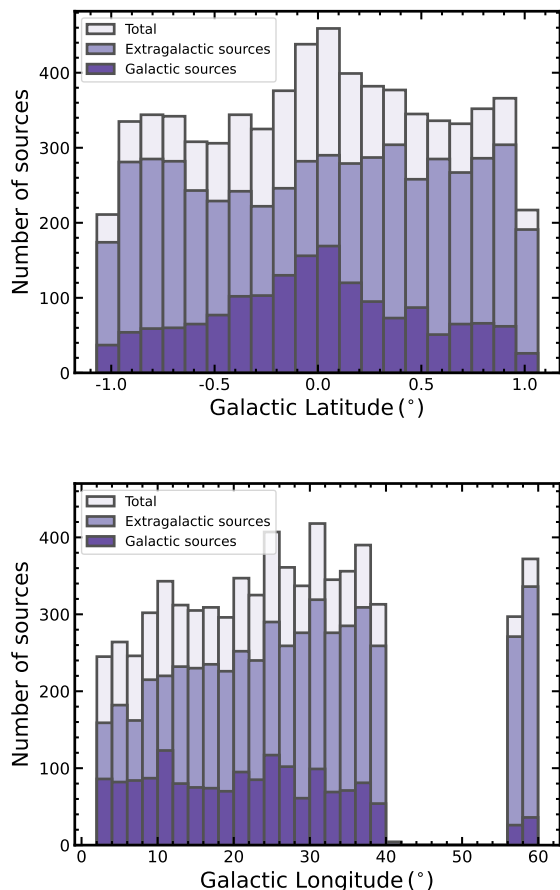 Total
Extragalactic sources
Galactic sources
Number of sources
400
300
200
100
0
-1.0 -0.5 0.0 0.5 1.0
Galactic Latitude (°)
Total
Extragalactic sources
Galactic sources
Number of sources
400
300
200
100
0
0 10 20 30 40 50 60
Galactic Longitude (°)